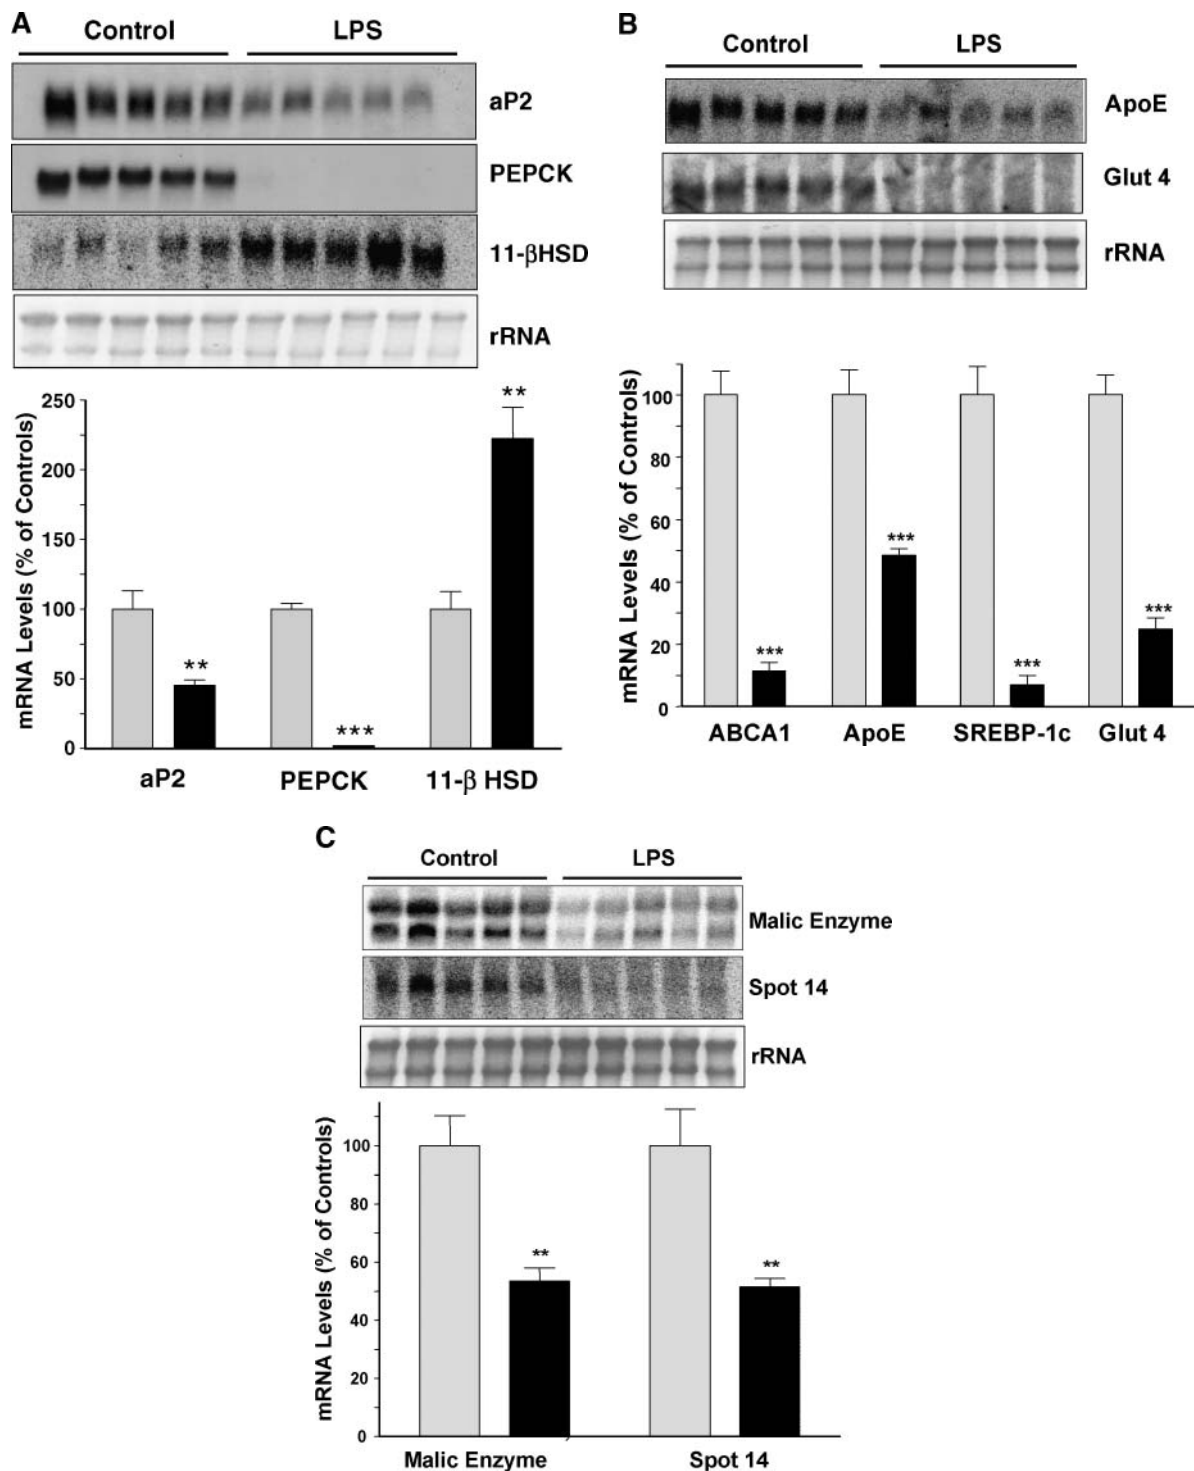 A
Control LPS
aP2
PEPCK
11-βHSD
rRNA
mRNA Levels (% of Controls)
250
200
150
100
50
0
**
***
**
aP2 PEPCK 11-β HSD
B
Control LPS
ApoE
Glut 4
rRNA
mRNA Levels (% of Controls)
100
80
60
40
20
0
***
***
***
***
ABCA1 ApoE SREBP-1c Glut 4
C
Control LPS
Malic Enzyme
Spot 14
rRNA
mRNA Levels (% of Controls)
100
80
60
40
20
0
**
**
Malic Enzyme Spot 14